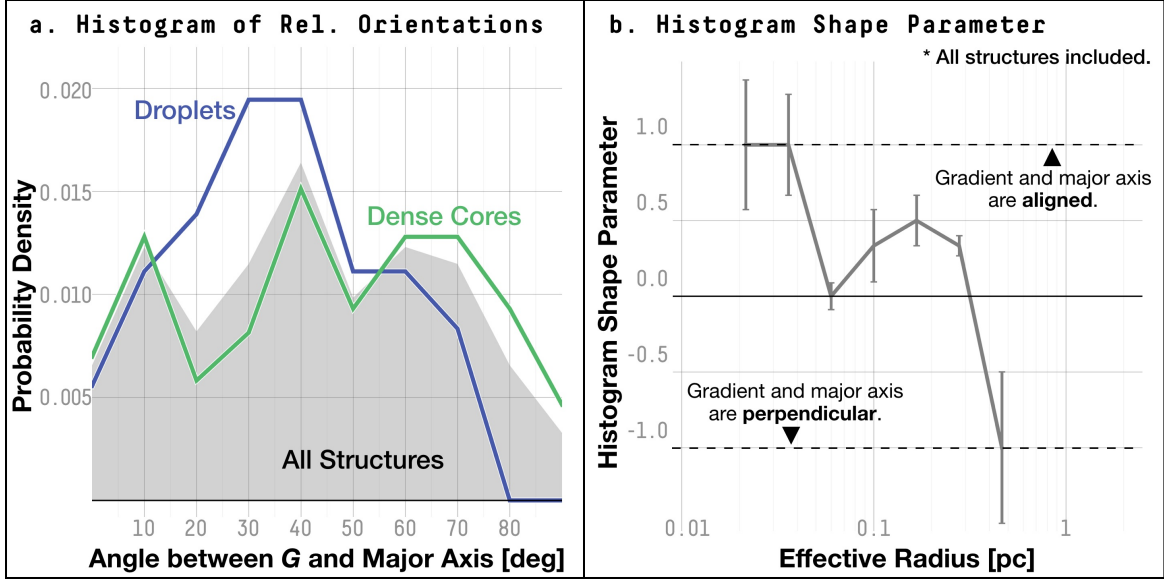 a. Histogram of Rel. Orientations
0.020
0.015
0.010
0.005
Probability Density
Droplets
Dense Cores
All Structures
10 20 30 40 50 60 70 80
Angle between G and Major Axis [deg]
b. Histogram Shape Parameter
* All structures included.
1.0
0.5
0.0
-0.5
-1.0
Histogram Shape Parameter
Gradient and major axis
are aligned.
Gradient and major axis
are perpendicular.
0.01 0.1 1
Effective Radius [pc]